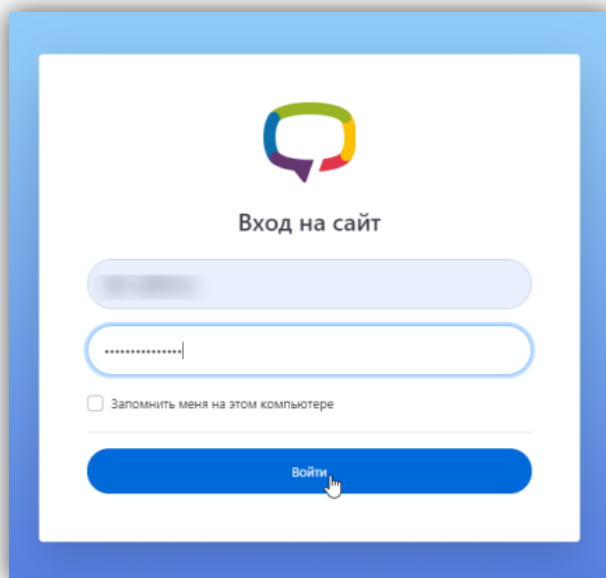 Вход на сайт
•••••••••••••••
Запомнить меня на этом компьютере
Войти